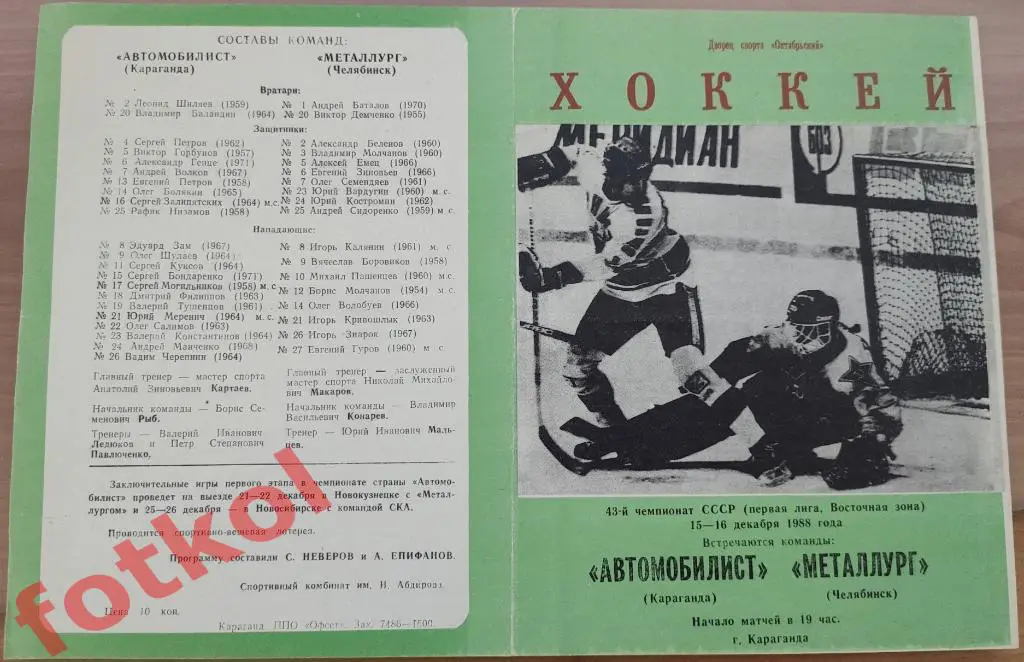 СОСТАВЫ КОМАНД:
«АВТОМОБИЛИСТ» «МЕТАЛЛУРГ»
(Караганда) (Челябинск)
Вратари:
№ 2 Леонид Шиляев (1959) № 1 Андрей Баталов (1970)
№ 20 Владимир Баландин (1964) № 20 Виктор Демченко (1955)
Защитники:
№ 4 Сергей Петров (1962)
№ 5 Виктор Горбунов (1957)
№ 6 Александр Генце (1971)
№ 7 Андрей Волков (1967)
№ 13 Евгений Петров (1958)
№ 14 Олег Болякин (1965)
№ 16 Сергей Залипятских (1964) м. с.
№ 25 Рафик Низамов (1958)
№ 2 Александр Беленов (1960)
№ 3 Владимир Молчанов (1960)
№ 5 Алексей Енец (1966)
№ 6 Евгений Зиновьев (1966)
№ 7 Олег Семендяев (1961)
№ 23 Юрий Вардугин (1960) м. с.
№ 24 Юрий Костромин (1962)
№ 25 Андрей Сидоренко (1959) м с.
Нападающие:
№ 8 Эдуард Зам (1967)
№ 9 Олег Шулаев (1964)
№ 11 Сергей Куксов (1964)
№ 15 Сергей Бондаренко (1971)
№ 17 Сергей Могильников (1958) м. с.
№ 18 Дмитрий Филиппов (1963)
№ 19 Валерий Тушенцов (1961)
№ 21 Юрий Меренич (1964) м. с.
№ 22 Олег Салимов (1963)
№ 23 Валерий Константинов (1964)
№ 24 Андрей Манченко (1968)
№ 26 Вадим Черепнин (1964)
№ 8 Игорь Калянин (1961) м. с.
№ 9 Вячеслав Боровиков (1958)
№ 10 Михаил Пашенцев (1960) м. с.
№ 12 Борис Молчанов (1954) м. с.
№ 14 Олег Волобуев (1966)
№ 21 Игорь Кривошлык (1963)
№ 26 Игорь Знарок (1967)
№ 27 Евгений Гуров (1960) м. с.
Главный тренер — мастер спорта
Анатолий Зиновьевич Картаев.
Начальник команды — Борис Се-
менович Рыб.
Тренеры — Валерий Иванович
Ледюков и Петр Степанович
Павлюченко.
Главный тренер — заслуженный
мастер спорта Николай Михайло-
вич Макаров.
Начальник команды — Владимир
Васильевич Конарев.
Тренер — Юрий Иванович Маль-
цев.
Заключительные игры первого этапа в чемпионате страны «Автомо-
билист» проведет на выезде 21—22 декабря в Новокузнецке с «Метал-
лургом» и 25—26 декабря — в Новосибирске с командой СКА.
Проводится спортивно-вещевая лотерея.
Программу составили С. НЕВЕРОВ и А. ЕПИФАНОВ.
Спортивный комбинат им. Н. Абдирова.
Цена 10 коп.
Караганд ППО «Офсет». Зак. 7486—1500.
fotkol
Дворец спорта «Октябрьский»
ХОККЕЙ
МЕРИДИАН
БОЗ
43-й чемпионат СССР (первая лига, Восточная зона)
15—16 декабря 1988 года
Встречаются команды:
«АВТОМОБИЛИСТ» «МЕТАЛЛУРГ»
(Караганда) (Челябинск)
Начало матчей в 19 час.
г. Караганда